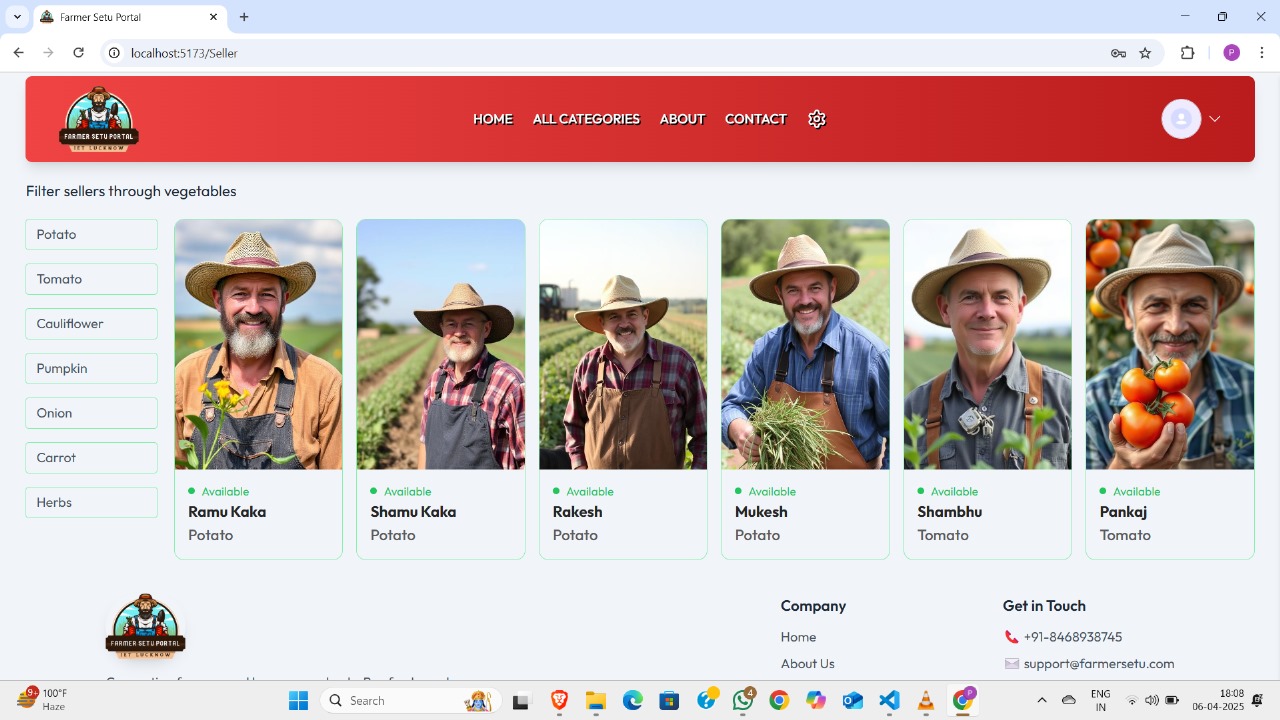 Farmer Setu Portal
localhost:5173/Seller
P
FARMER SETU PORTAL
IET LUCKNOW
HOME ALL CATEGORIES ABOUT CONTACT
Filter sellers through vegetables
Potato
Tomato
Cauliflower
Pumpkin
Onion
Carrot
Herbs
Available
Ramu Kaka
Potato
Available
Shamu Kaka
Potato
Available
Rakesh
Potato
Available
Mukesh
Potato
Available
Shambhu
Tomato
Available
Pankaj
Tomato
FARMER SETU PORTAL
IET LUCKNOW
Company
Home
About Us
Get in Touch
+91-8468938745
support@farmersetu.com
9+
100°F
Haze
Search
4
P
ENG
IN
18:08
06-04-2025